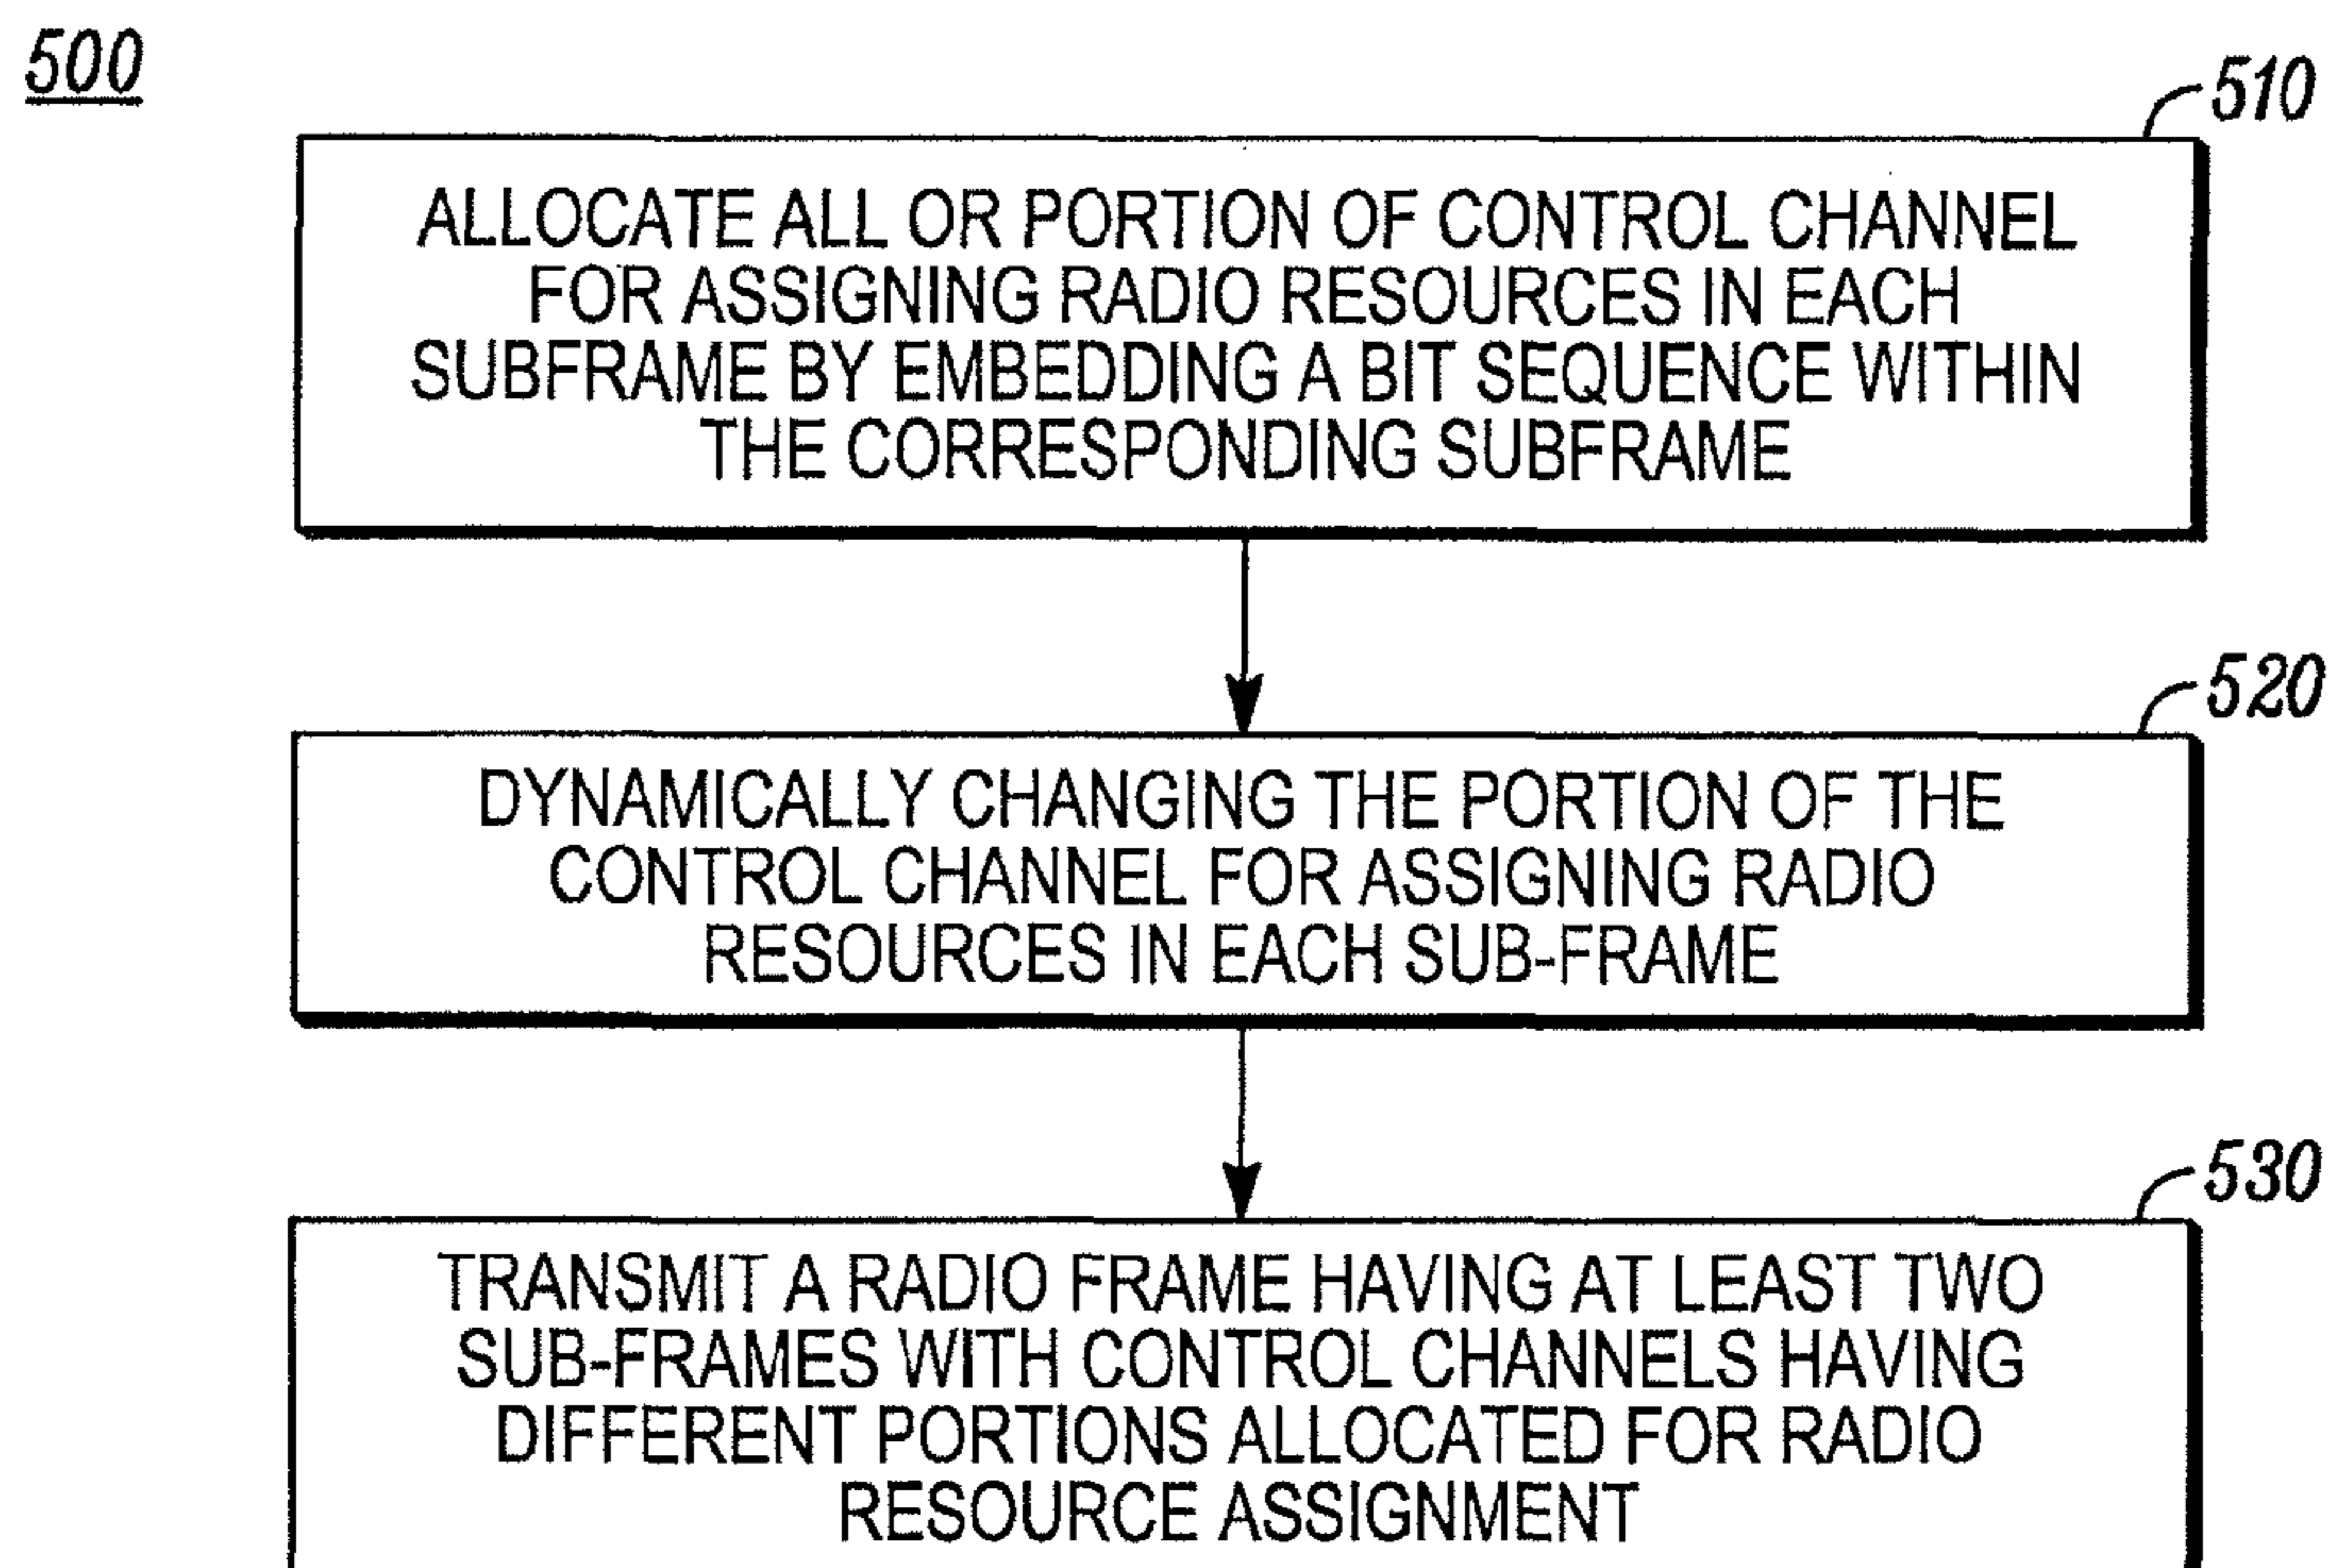 500
510
ALLOCATE ALL OR PORTION OF CONTROL CHANNEL
FOR ASSIGNING RADIO RESOURCES IN EACH
SUBFRAME BY EMBEDDING A BIT SEQUENCE WITHIN
THE CORRESPONDING SUBFRAME
520
DYNAMICALLY CHANGING THE PORTION OF THE
CONTROL CHANNEL FOR ASSIGNING RADIO
RESOURCES IN EACH SUB-FRAME
530
TRANSMIT A RADIO FRAME HAVING AT LEAST TWO
SUB-FRAMES WITH CONTROL CHANNELS HAVING
DIFFERENT PORTIONS ALLOCATED FOR RADIO
RESOURCE ASSIGNMENT